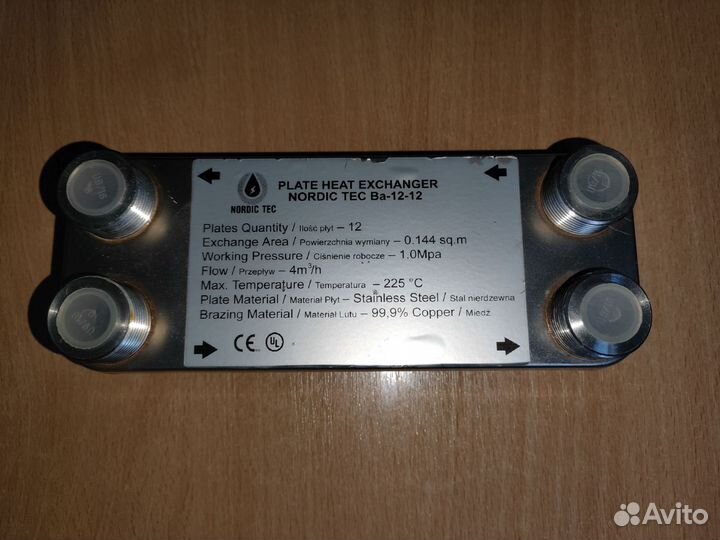 PLATE HEAT EXCHANGER
NORDIC TEC Ba-12-12
NORDIC TEC
Plates Quantity / Ilość płyt – 12
Exchange Area / Powierzchnia wymiany – 0.144 sq.m
Working Pressure / Ciśnienie robocze – 1.0Mpa
Flow / Przepływ – 4m³/h
Max. Temperature / Temperatura – 225 °C
Plate Material / Materiał Płyt – Stainless Steel / Stal nierdzewna
Brazing Material / Materiał Lutu – 99,9% Copper / Miedź
CE UL
Avito